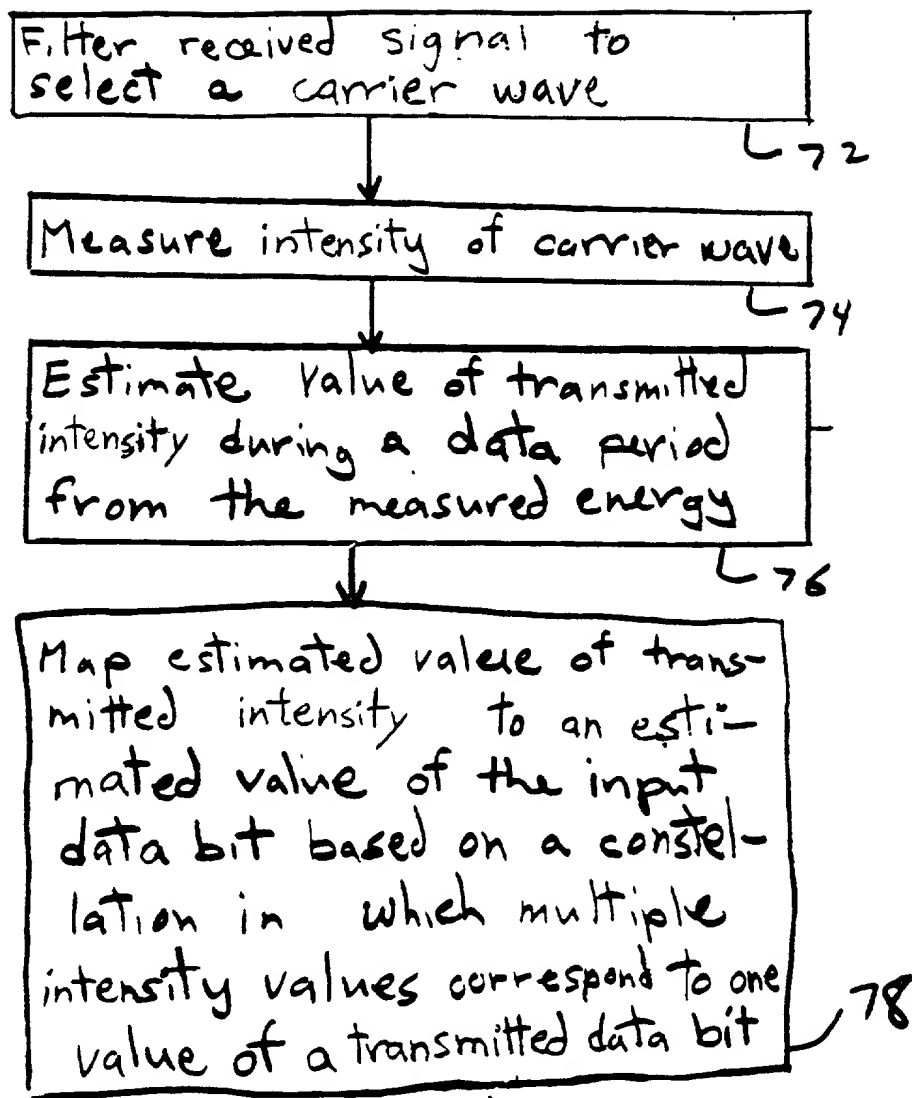 Filter received signal to
select a carrier wave
72
Measure intensity of carrier wave
74
Estimate value of transmitted
intensity during a data period
from the measured energy
76
Map estimated value of trans-
mitted intensity to an esti-
mated value of the input
data bit based on a constel-
lation in which multiple
intensity values correspond to one
value of a transmitted data bit
78